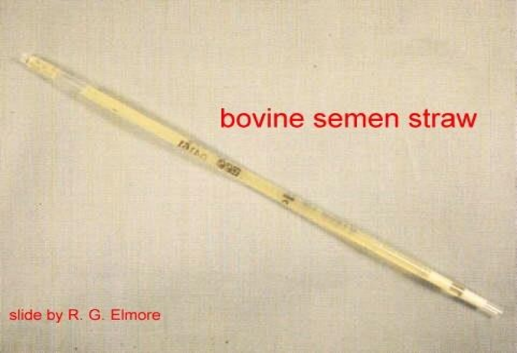 bovine semen straw
slide by R. G. Elmore